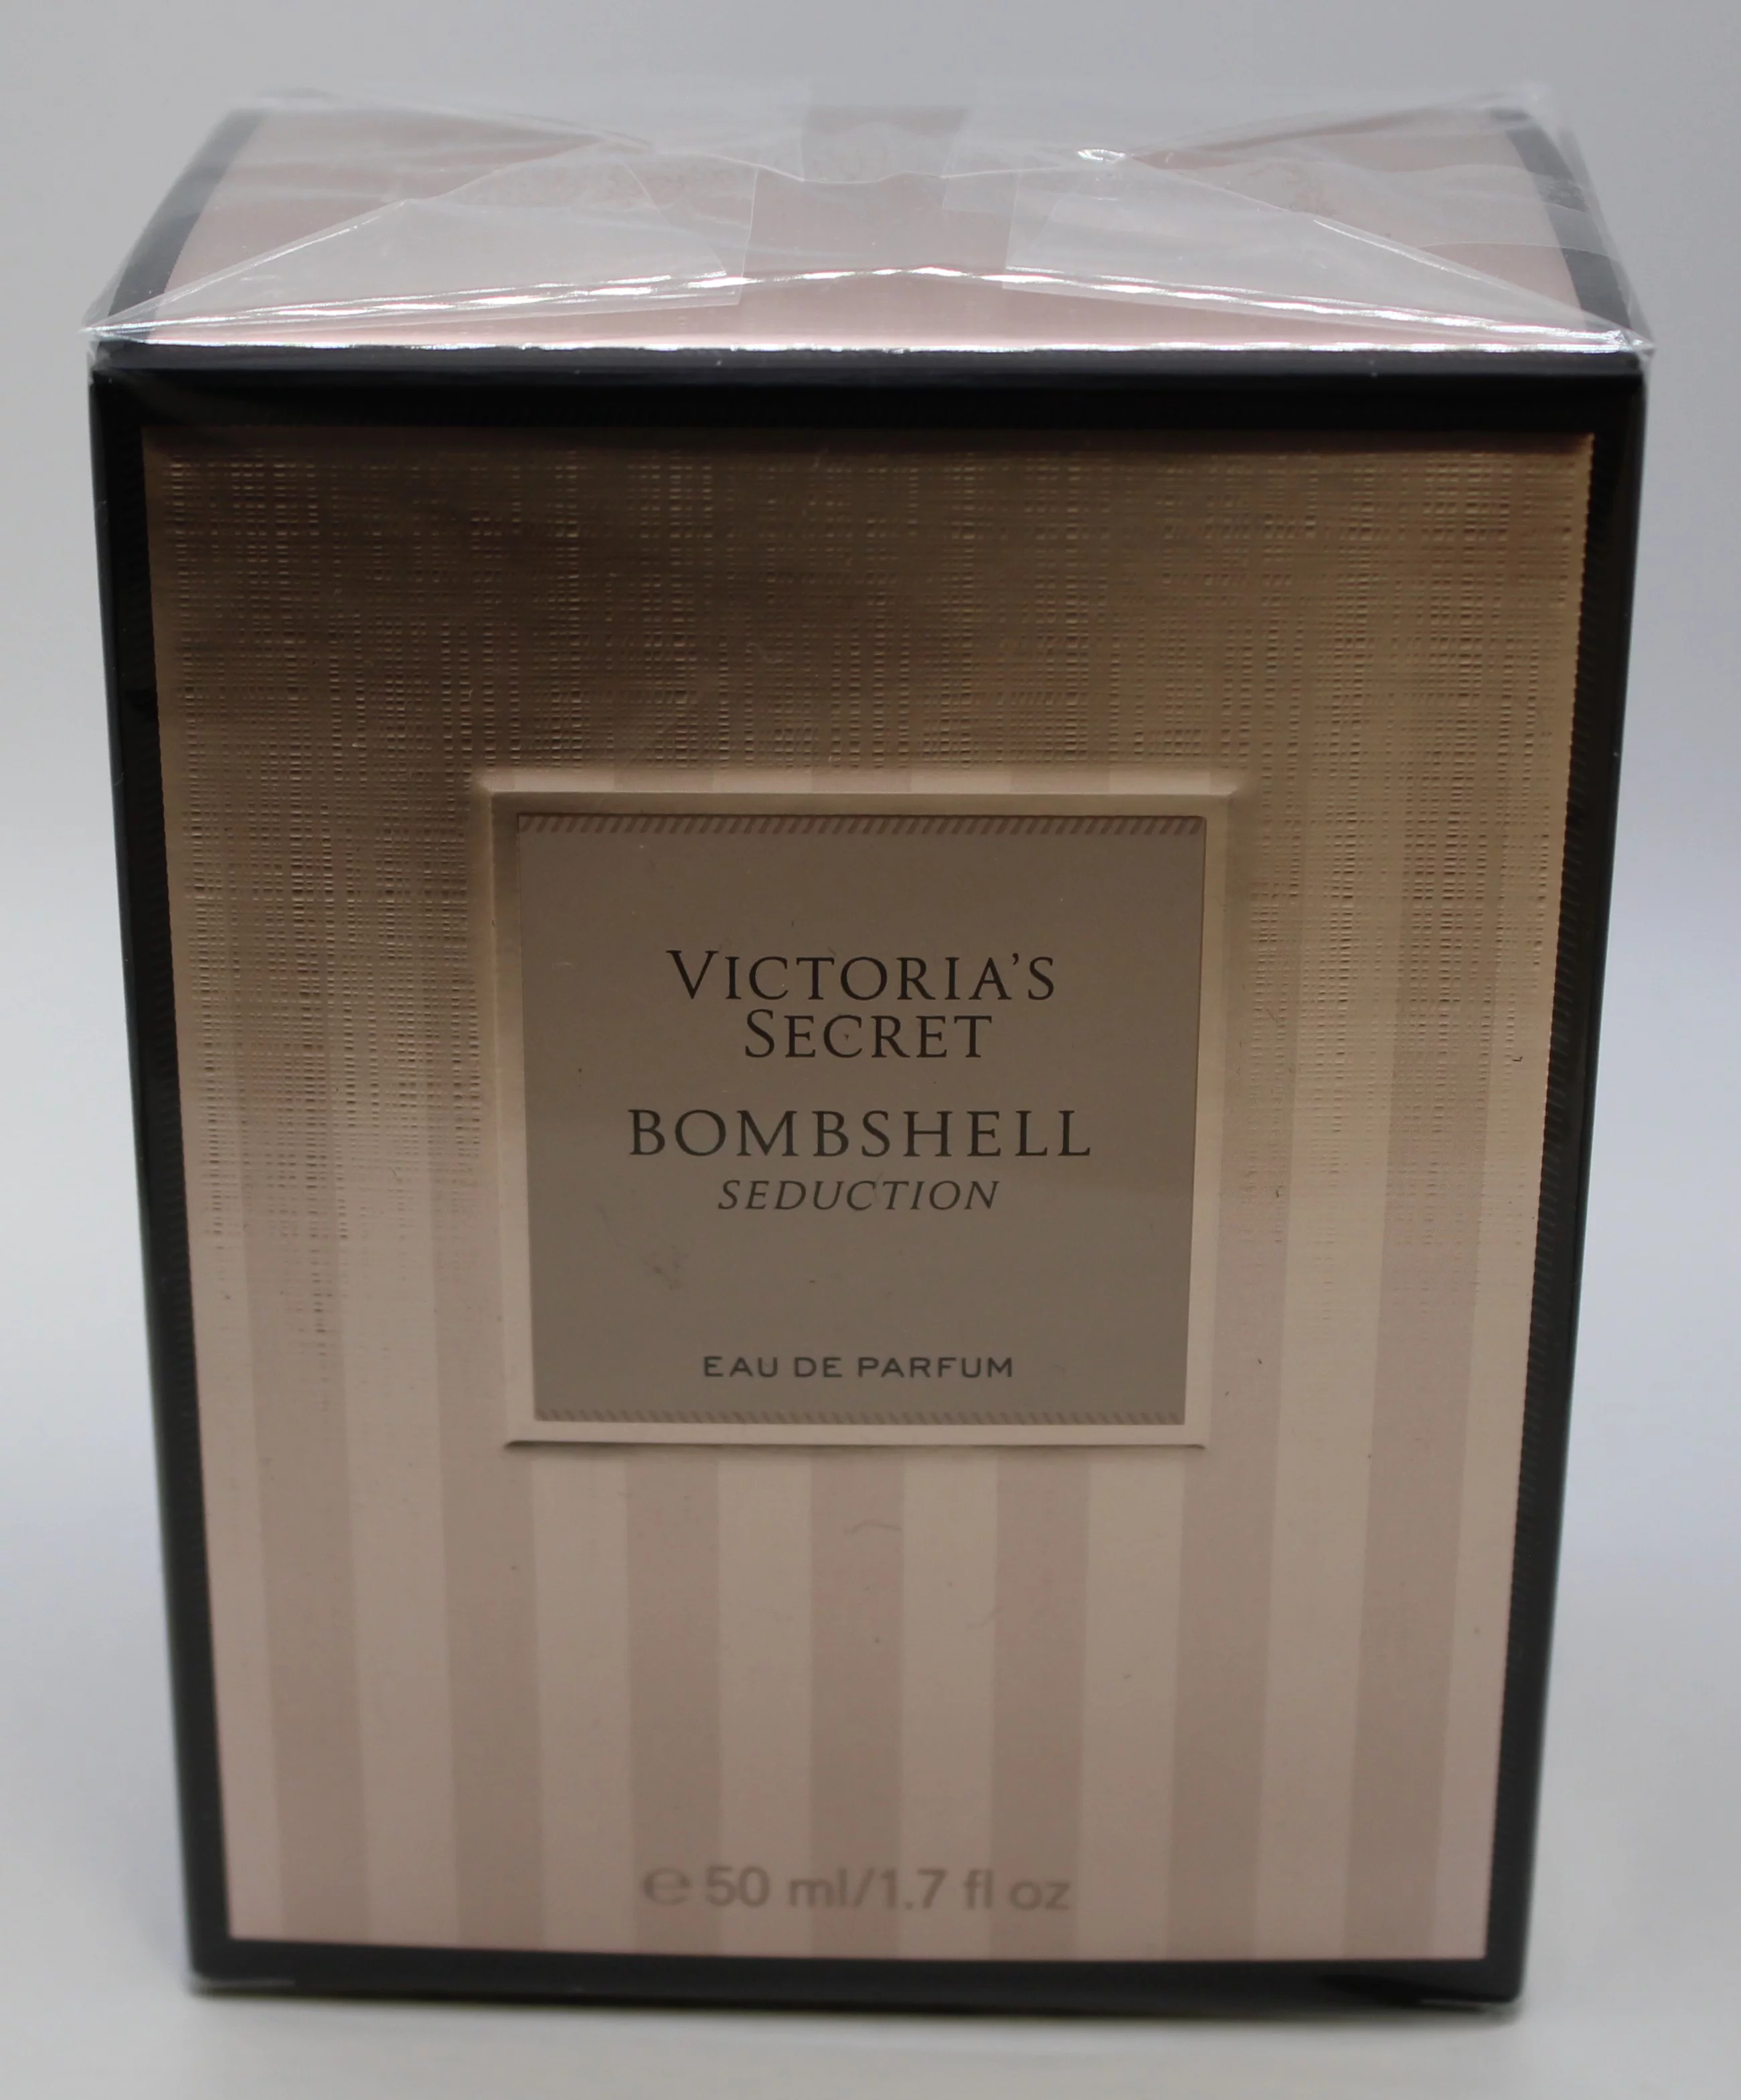 VICTORIA'S
SECRET
BOMBSHELL
SEDUCTION
EAU DE PARFUM
℮ 50 ml/1.7 fl oz